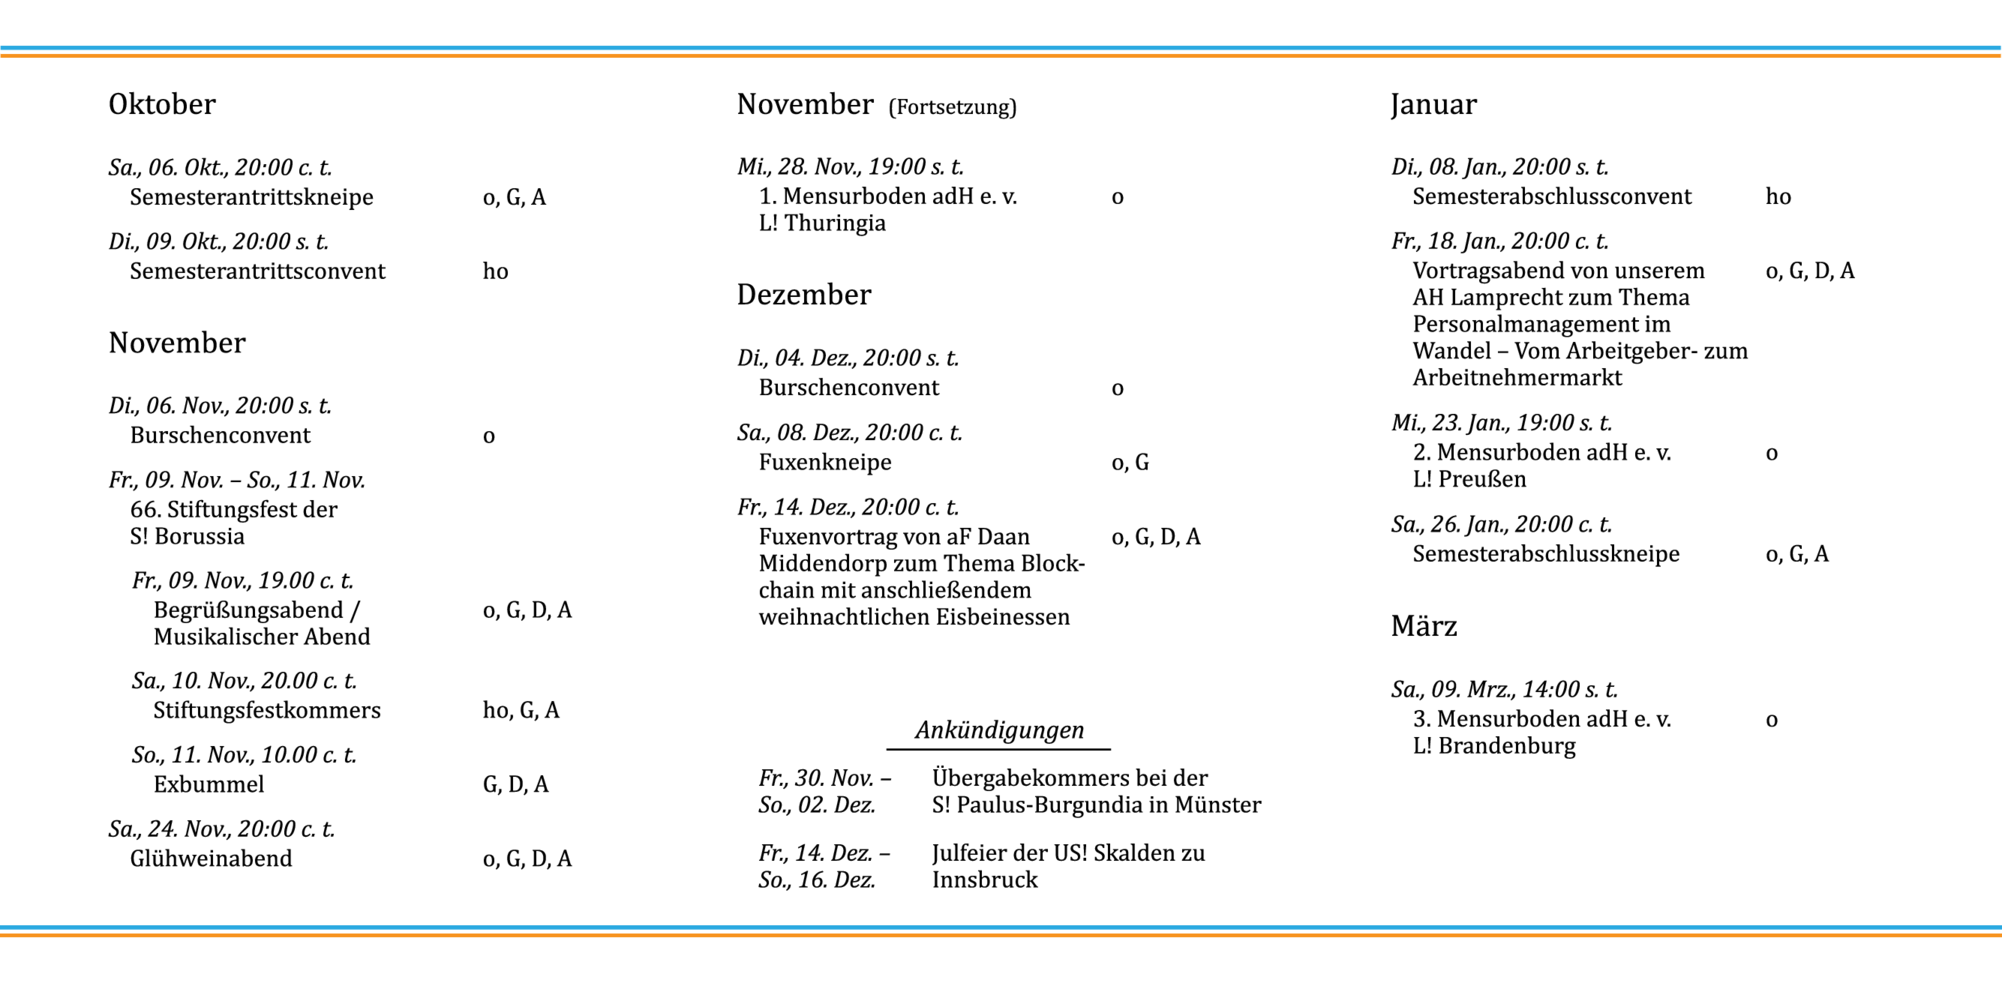 Oktober
Sa., 06. Okt., 20:00 c. t.
Semesterantrittskneipe o, G, A
Di., 09. Okt., 20:00 s. t.
Semesterantrittsconvent ho
November
Di., 06. Nov., 20:00 s. t.
Burschenconvent o
Fr., 09. Nov. – So., 11. Nov.
66. Stiftungsfest der
S! Borussia
Fr., 09. Nov., 19.00 c. t.
Begrüßungsabend / o, G, D, A
Musikalischer Abend
Sa., 10. Nov., 20.00 c. t.
Stiftungsfestkommers ho, G, A
So., 11. Nov., 10.00 c. t.
Exbummel G, D, A
Sa., 24. Nov., 20:00 c. t.
Glühweinabend o, G, D, A
November (Fortsetzung)
Mi., 28. Nov., 19:00 s. t.
1. Mensurboden adH e. v. o
L! Thuringia
Dezember
Di., 04. Dez., 20:00 s. t.
Burschenconvent o
Sa., 08. Dez., 20:00 c. t.
Fuxenkneipe o, G
Fr., 14. Dez., 20:00 c. t.
Fuxenvortrag von aF Daan o, G, D, A
Middendorp zum Thema Block-
chain mit anschließendem
weihnachtlichen Eisbeinessen
Ankündigungen
Fr., 30. Nov. – Übergabekommers bei der
So., 02. Dez. S! Paulus-Burgundia in Münster
Fr., 14. Dez. – Julfeier der US! Skalden zu
So., 16. Dez. Innsbruck
Januar
Di., 08. Jan., 20:00 s. t.
Semesterabschlussconvent ho
Fr., 18. Jan., 20:00 c. t.
Vortragsabend von unserem o, G, D, A
AH Lamprecht zum Thema
Personalmanagement im
Wandel – Vom Arbeitgeber- zum
Arbeitnehmermarkt
Mi., 23. Jan., 19:00 s. t.
2. Mensurboden adH e. v. o
L! Preußen
Sa., 26. Jan., 20:00 c. t.
Semesterabschlusskneipe o, G, A
März
Sa., 09. Mrz., 14:00 s. t.
3. Mensurboden adH e. v. o
L! Brandenburg